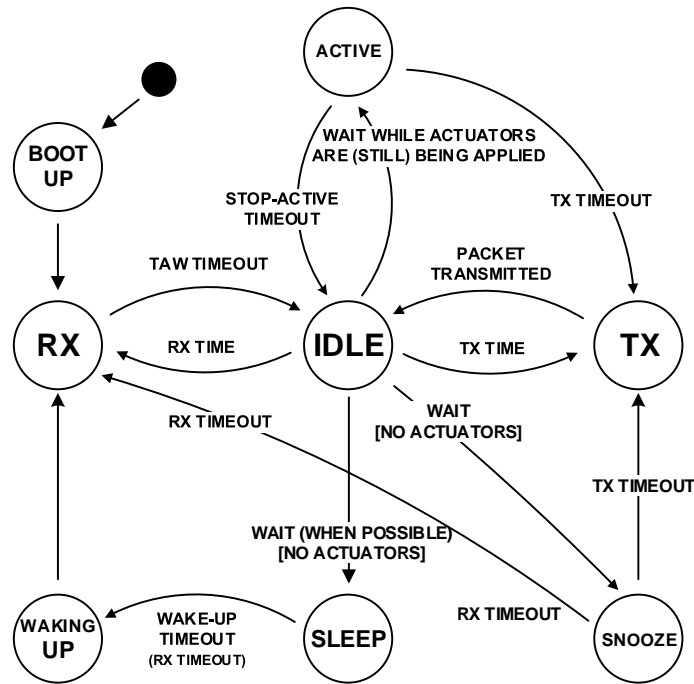 ACTIVE
WAIT WHILE ACTUATORS
ARE (STILL) BEING APPLIED
BOOT
UP
STOP-ACTIVE
TIMEOUT
TX TIMEOUT
TAW TIMEOUT
PACKET
TRANSMITTED
RX
IDLE
TX
RX TIME
TX TIME
RX TIMEOUT
WAIT
[NO ACTUATORS]
TX TIMEOUT
WAIT (WHEN POSSIBLE)
[NO ACTUATORS]
WAKING
UP
WAKE-UP
TIMEOUT
(RX TIMEOUT)
SLEEP
RX TIMEOUT
SNOOZE